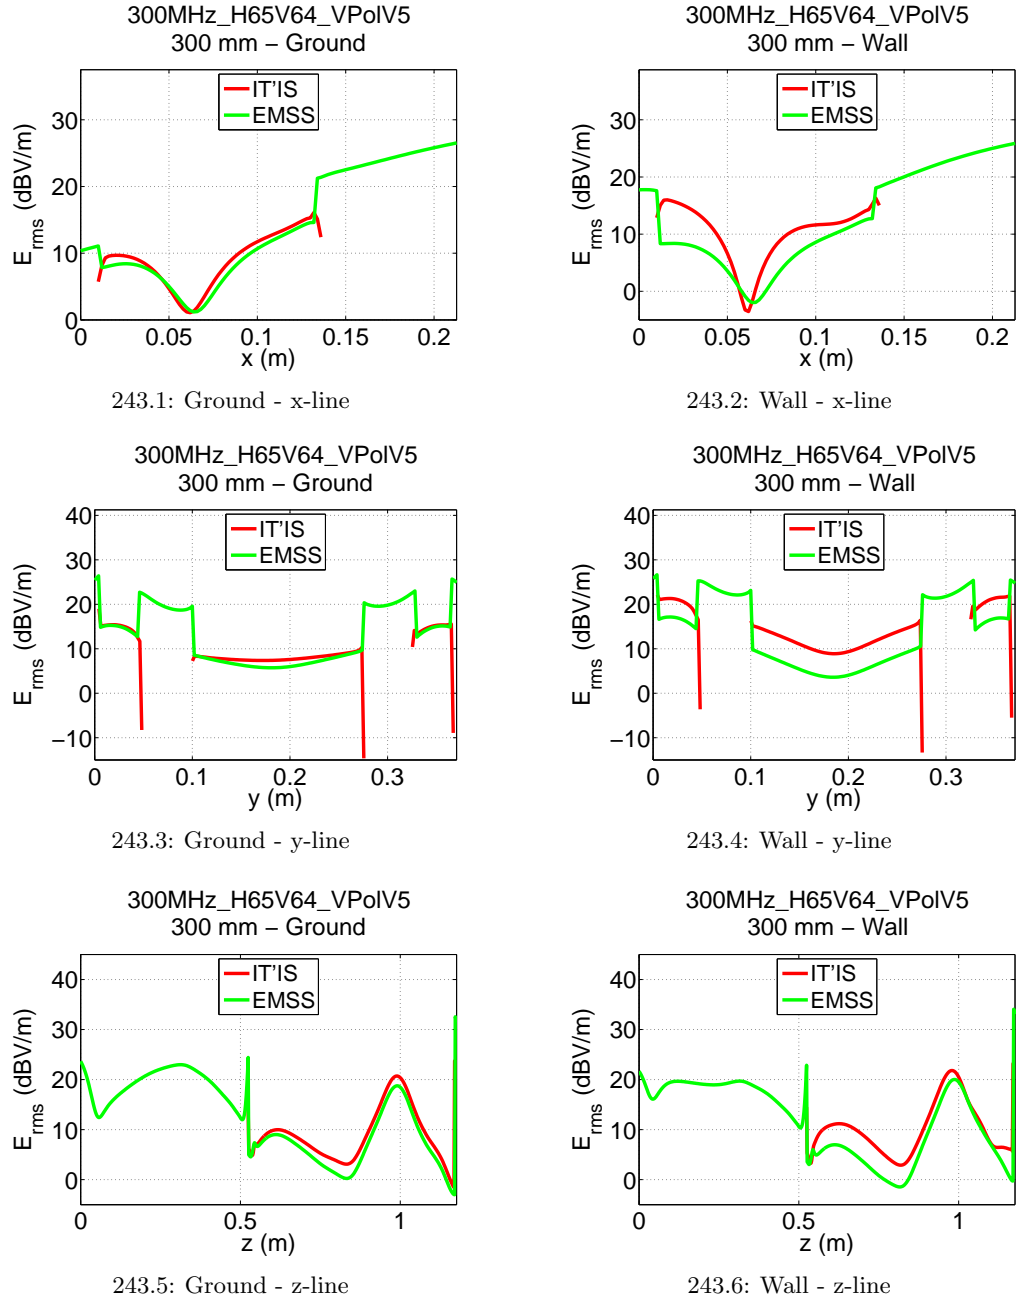 300MHz_H65V64_VPolV5
300 mm − Ground
IT'IS
EMSS
E_rms (dBV/m)
30
20
10
0
0 0.05 0.1 0.15 0.2
x (m)
243.1: Ground - x-line
300MHz_H65V64_VPolV5
300 mm − Wall
IT'IS
EMSS
E_rms (dBV/m)
30
20
10
0
0 0.05 0.1 0.15 0.2
x (m)
243.2: Wall - x-line
300MHz_H65V64_VPolV5
300 mm − Ground
IT'IS
EMSS
E_rms (dBV/m)
40
30
20
10
0
−10
0 0.1 0.2 0.3
y (m)
243.3: Ground - y-line
300MHz_H65V64_VPolV5
300 mm − Wall
IT'IS
EMSS
E_rms (dBV/m)
40
30
20
10
0
−10
0 0.1 0.2 0.3
y (m)
243.4: Wall - y-line
300MHz_H65V64_VPolV5
300 mm − Ground
IT'IS
EMSS
E_rms (dBV/m)
40
30
20
10
0
0 0.5 1
z (m)
243.5: Ground - z-line
300MHz_H65V64_VPolV5
300 mm − Wall
IT'IS
EMSS
E_rms (dBV/m)
40
30
20
10
0
0 0.5 1
z (m)
243.6: Wall - z-line